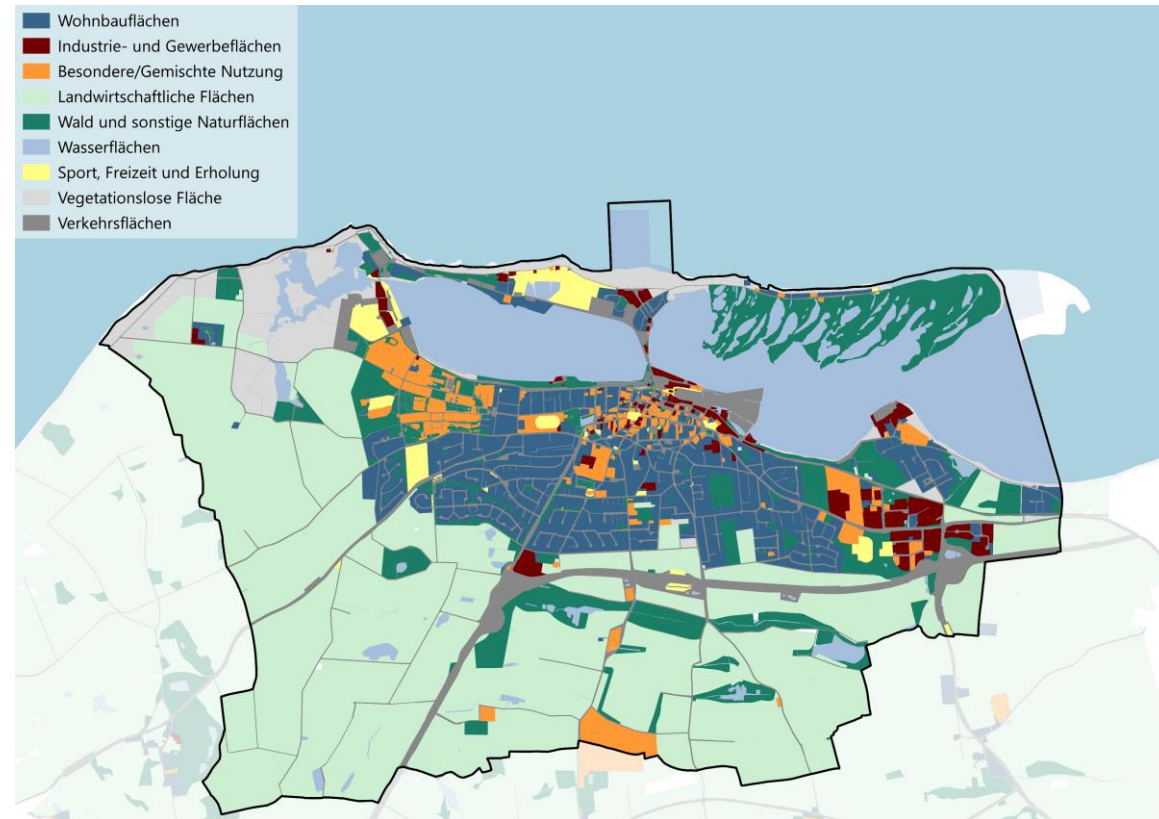 Wohnbauflächen
Industrie- und Gewerbeflächen
Besondere/Gemischte Nutzung
Landwirtschaftliche Flächen
Wald und sonstige Naturflächen
Wasserflächen
Sport, Freizeit und Erholung
Vegetationslose Fläche
Verkehrsflächen